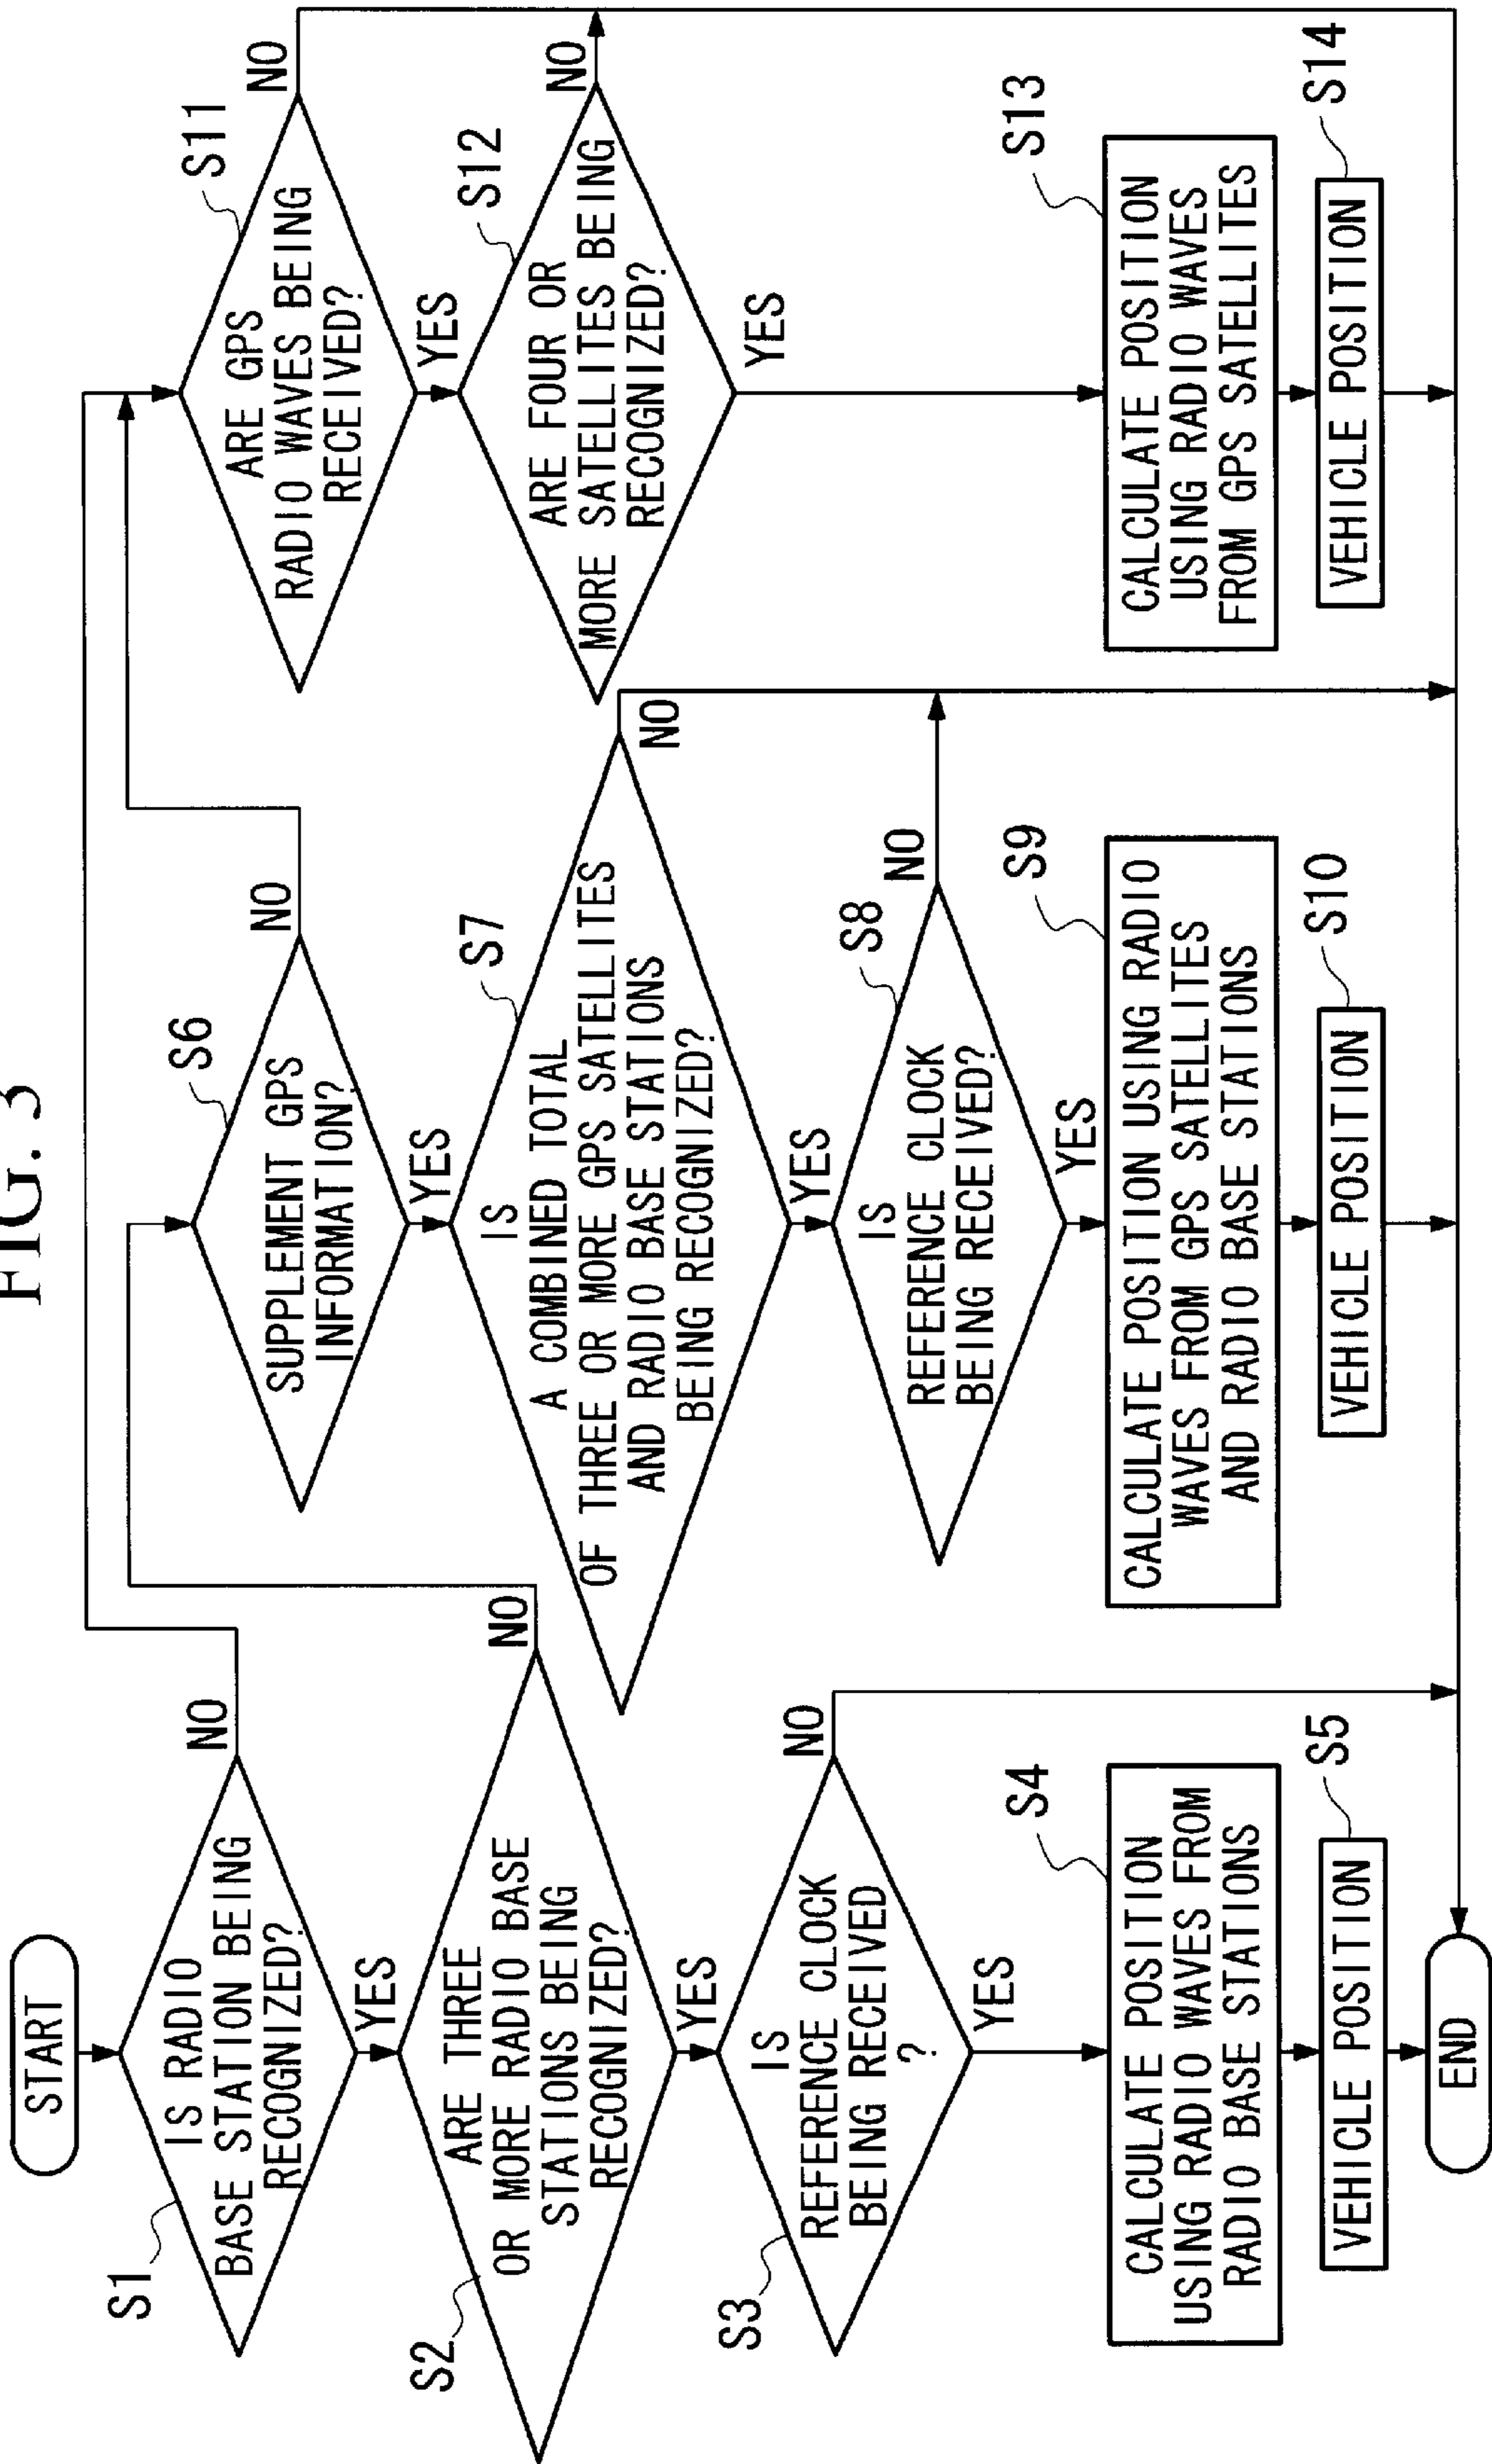 FIG. 3
START
S1
IS RADIO
BASE STATION BEING
RECOGNIZED?
NO
YES
S2
ARE THREE
OR MORE RADIO BASE
STATIONS BEING
RECOGNIZED?
NO
YES
S3
IS
REFERENCE CLOCK
BEING RECEIVED
?
NO
YES
S4
CALCULATE POSITION
USING RADIO WAVES FROM
RADIO BASE STATIONS
S5
VEHICLE POSITION
END
S6
SUPPLEMENT GPS
INFORMATION?
NO
YES
S7
IS
A COMBINED TOTAL
OF THREE OR MORE GPS SATELLITES
AND RADIO BASE STATIONS
BEING RECOGNIZED?
NO
YES
S8
IS
REFERENCE CLOCK
BEING RECEIVED?
NO
YES
S9
CALCULATE POSITION USING RADIO
WAVES FROM GPS SATELLITES
AND RADIO BASE STATIONS
S10
VEHICLE POSITION
S11
ARE GPS
RADIO WAVES BEING
RECEIVED?
NO
YES
S12
ARE FOUR OR
MORE SATELLITES BEING
RECOGNIZED?
NO
YES
S13
CALCULATE POSITION
USING RADIO WAVES
FROM GPS SATELLITES
S14
VEHICLE POSITION